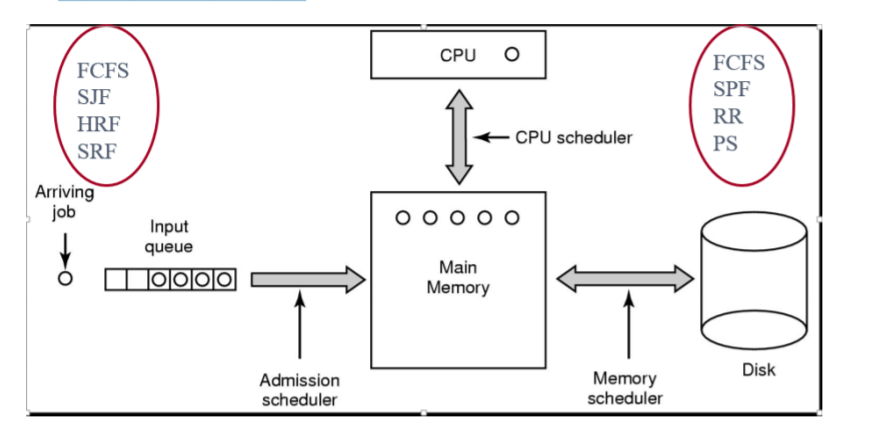 FCFS
SJF
HRF
SRF
CPU
FCFS
SPF
RR
PS
CPU scheduler
Arriving
job
Input
queue
Main
Memory
Admission
scheduler
Memory
scheduler
Disk